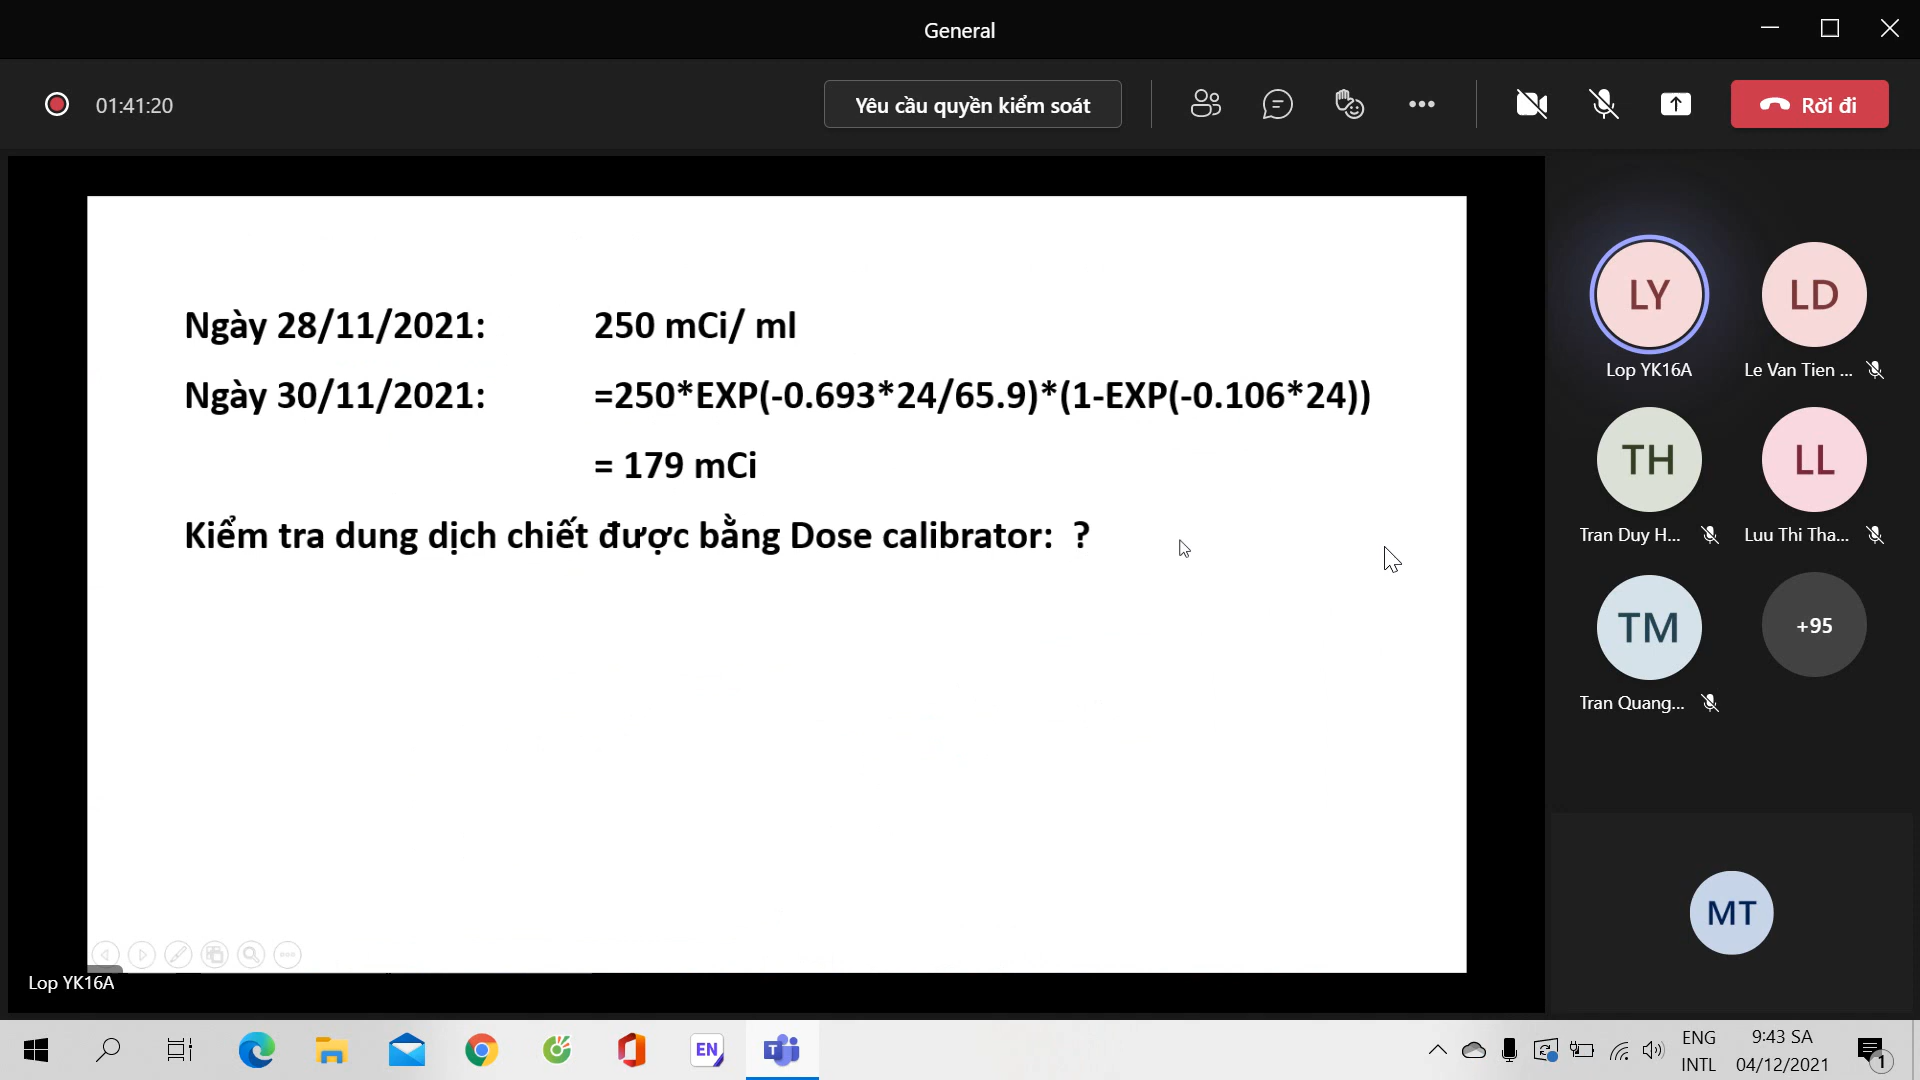 General
01:41:20
Yêu cầu quyền kiểm soát
Rời đi
Ngày 28/11/2021: 250 mCi/ ml
Ngày 30/11/2021: =250*EXP(-0.693*24/65.9)*(1-EXP(-0.106*24))
= 179 mCi
Kiểm tra dung dịch chiết được bằng Dose calibrator: ?
LY
LD
Lop YK16A
Le Van Tien ...
TH
LL
Tran Duy H...
Luu Thi Tha...
TM
+95
Tran Quang...
MT
Lop YK16A
EN
T
ENG
INTL
9:43 SA
04/12/2021
1